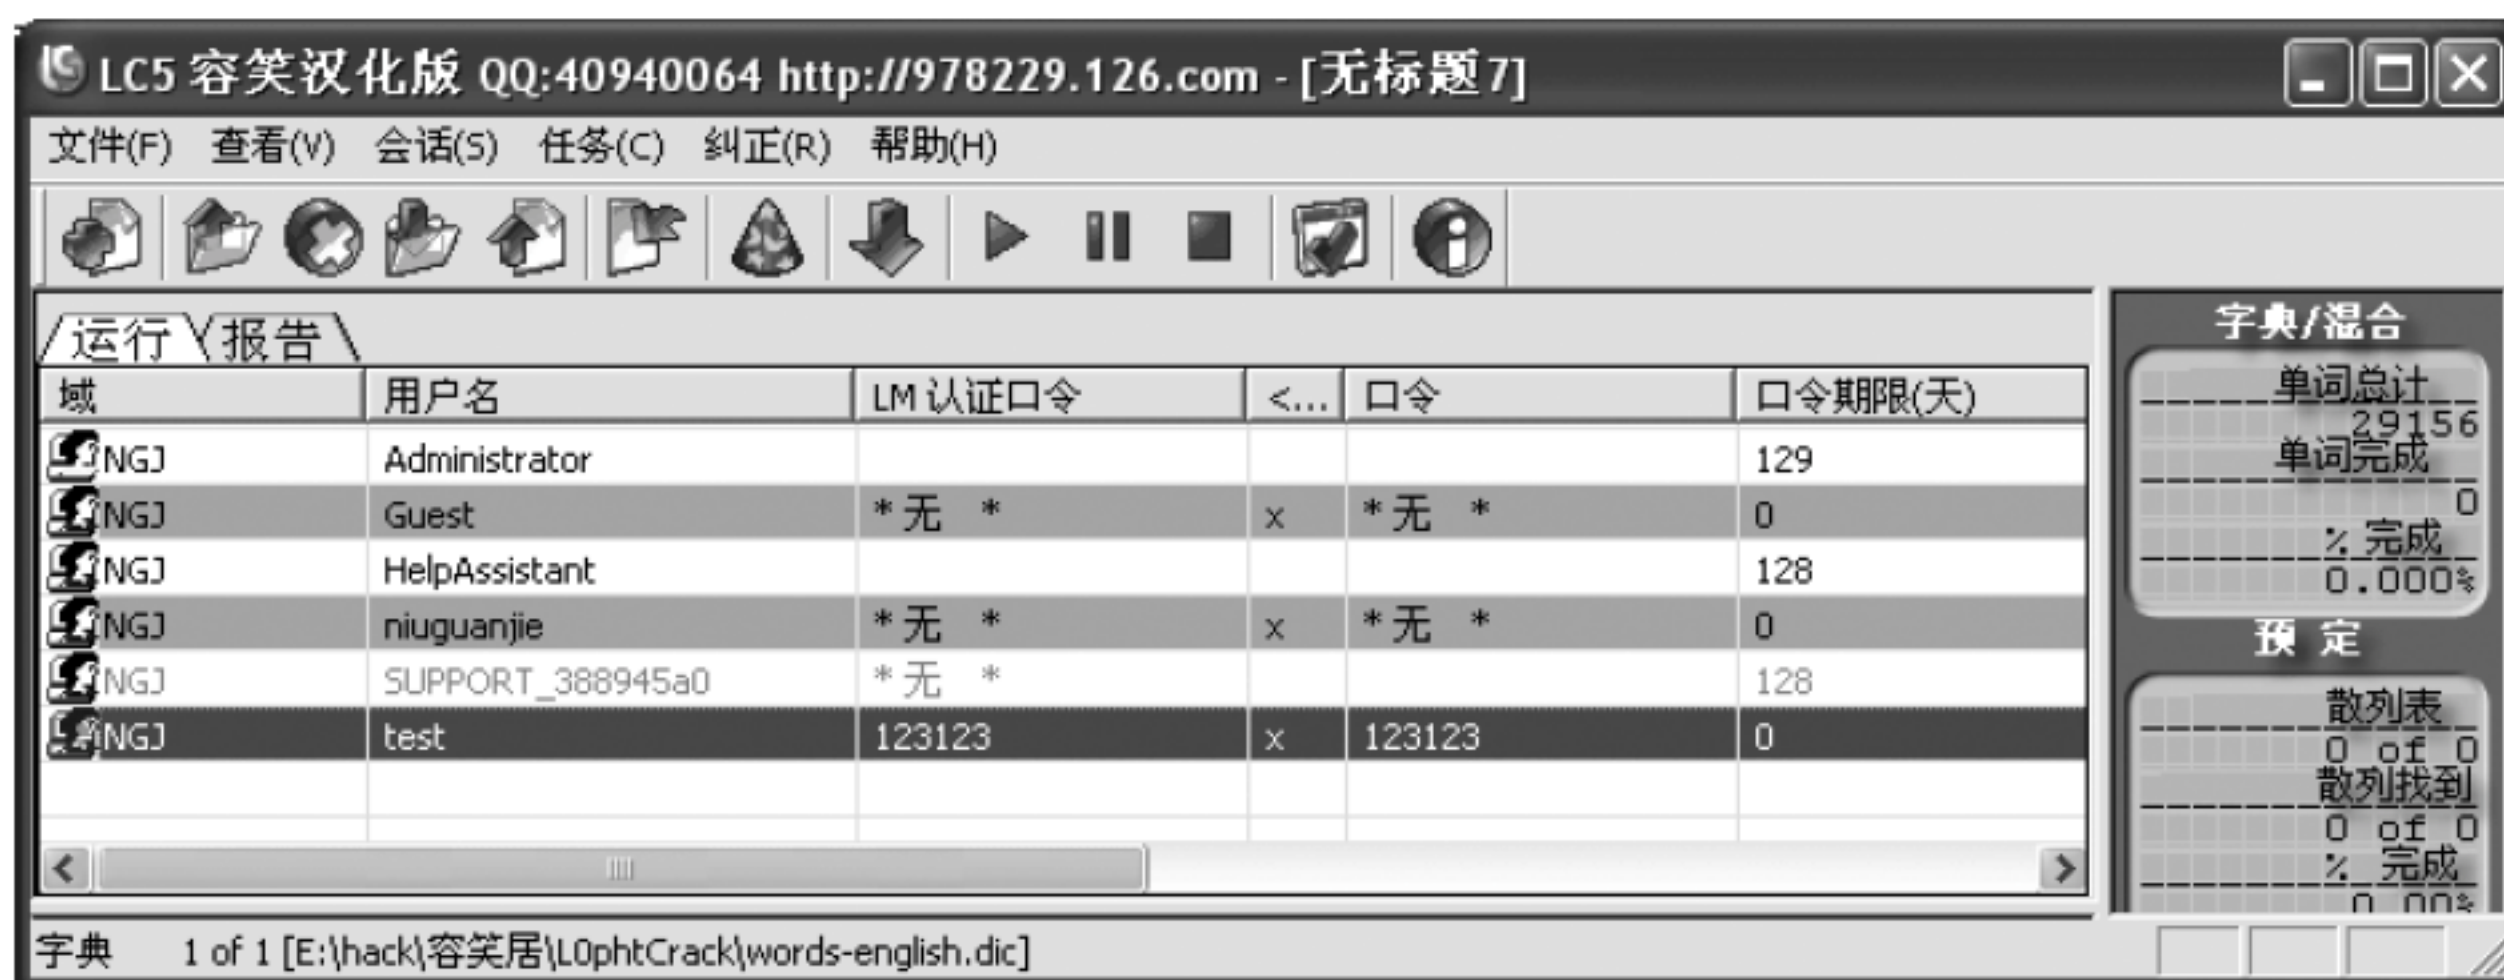 LC5 容笑汉化版 QQ:40940064 http://978229.126.com - [无标题7]
文件(F) 查看(V) 会话(S) 任务(C) 纠正(R) 帮助(H)
运行 报告
域 用户名 LM 认证口令 <... 口令 口令期限(天)
NGJ Administrator 129
NGJ Guest * 无 * x * 无 * 0
NGJ HelpAssistant 128
NGJ niuguanjie * 无 * x * 无 * 0
NGJ SUPPORT_388945a0 * 无 * 128
NGJ test 123123 x 123123 0
字典/混合
单词总计
29156
单词完成
0
% 完成
0.000%
预 定
散列表
0 of 0
散列找到
0 of 0
% 完成
0.00%
字典 1 of 1 [E:\hack\容笑居\L0phtCrack\words-english.dic]